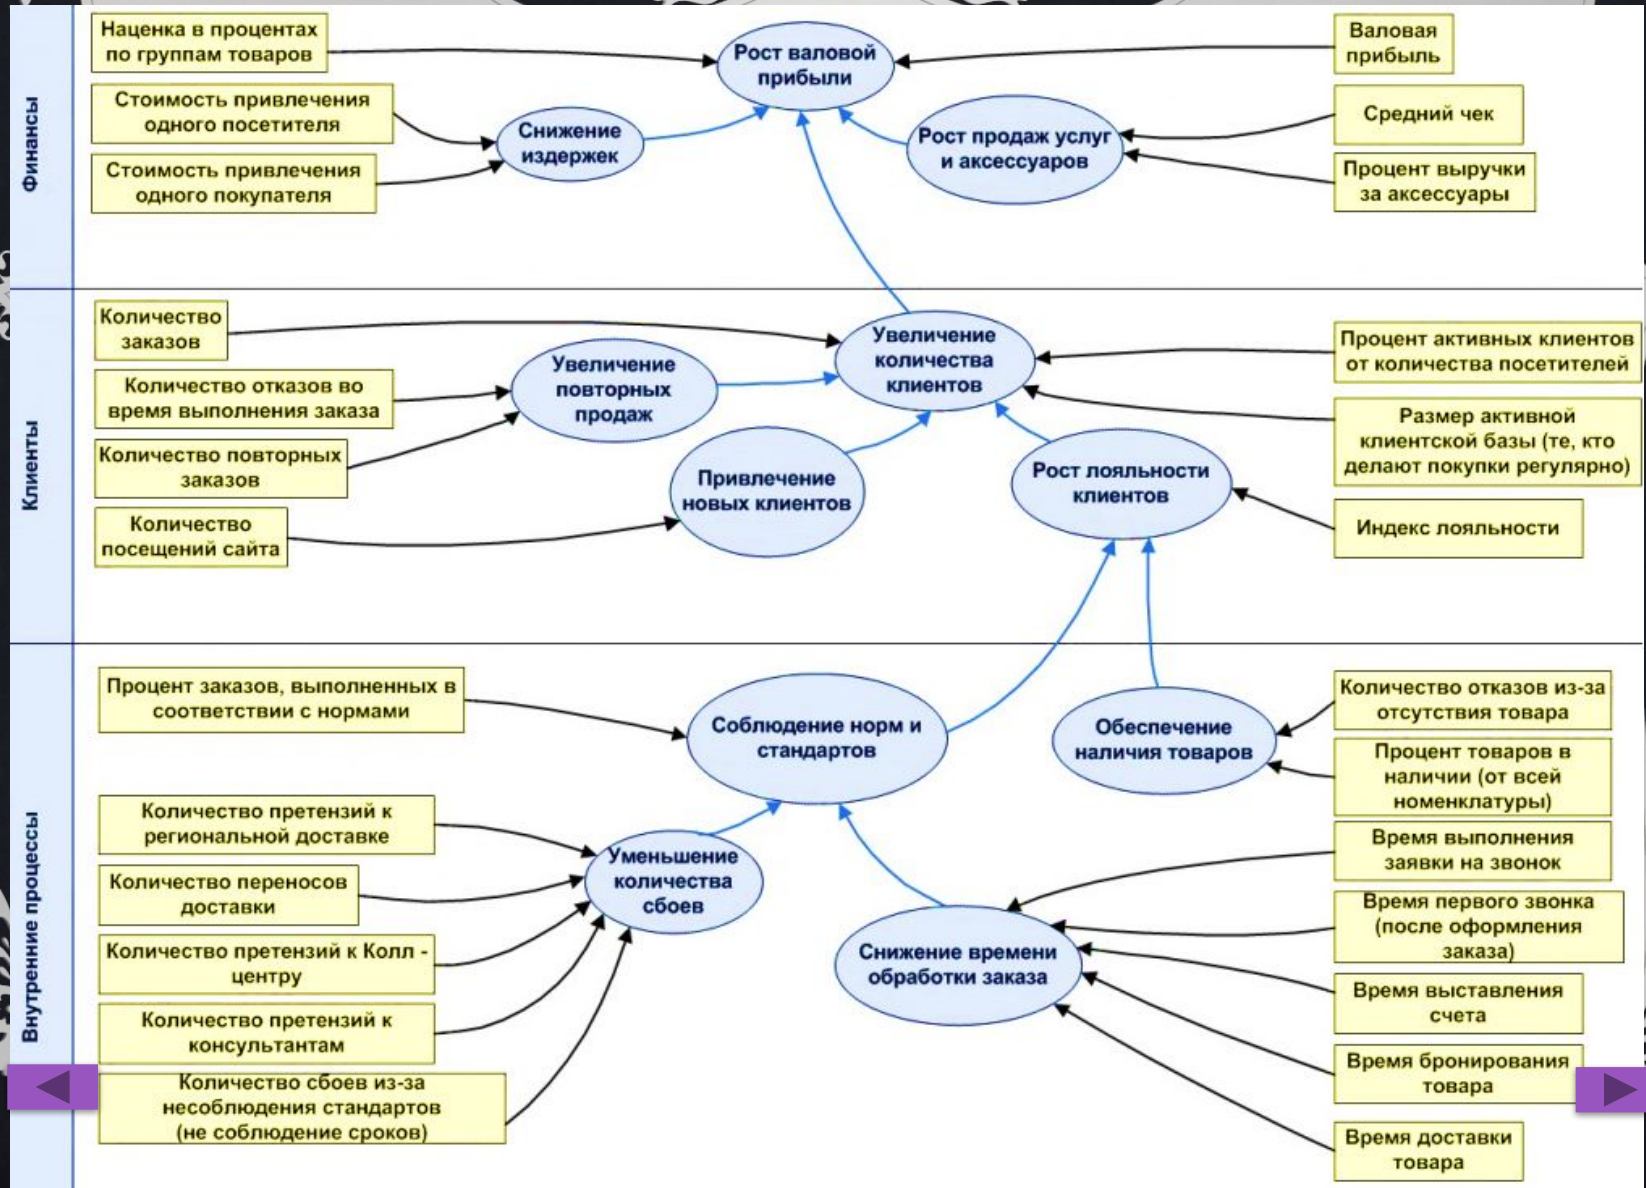 Финансы
Наценка в процентах
по группам товаров
Рост валовой
прибыли
Валовая
прибыль
Стоимость привлечения
одного посетителя
Снижение
издержек
Рост продаж услуг
и аксессуаров
Средний чек
Стоимость привлечения
одного покупателя
Процент выручки
за аксессуары
Клиенты
Количество
заказов
Увеличение
количества
клиентов
Процент активных клиентов
от количества посетителей
Количество отказов во
время выполнения заказа
Увеличение
повторных
продаж
Размер активной
клиентской базы (те, кто
делают покупки регулярно)
Количество повторных
заказов
Привлечение
новых клиентов
Рост лояльности
клиентов
Количество
посещений сайта
Индекс лояльности
Внутренние процессы
Процент заказов, выполненных в
соответствии с нормами
Соблюдение норм и
стандартов
Обеспечение
наличия товаров
Количество отказов из-за
отсутствия товара
Процент товаров в
наличии (от всей
номенклатуры)
Количество претензий к
региональной доставке
Уменьшение
количества
сбоев
Время выполнения
заявки на звонок
Количество переносов
доставки
Время первого звонка
(после оформления
заказа)
Количество претензий к Колл -
центру
Снижение времени
обработки заказа
Время выставления
счета
Количество претензий к
консультантам
Время бронирования
товара
Количество сбоев из-за
несоблюдения стандартов
(не соблюдение сроков)
Время доставки
товара